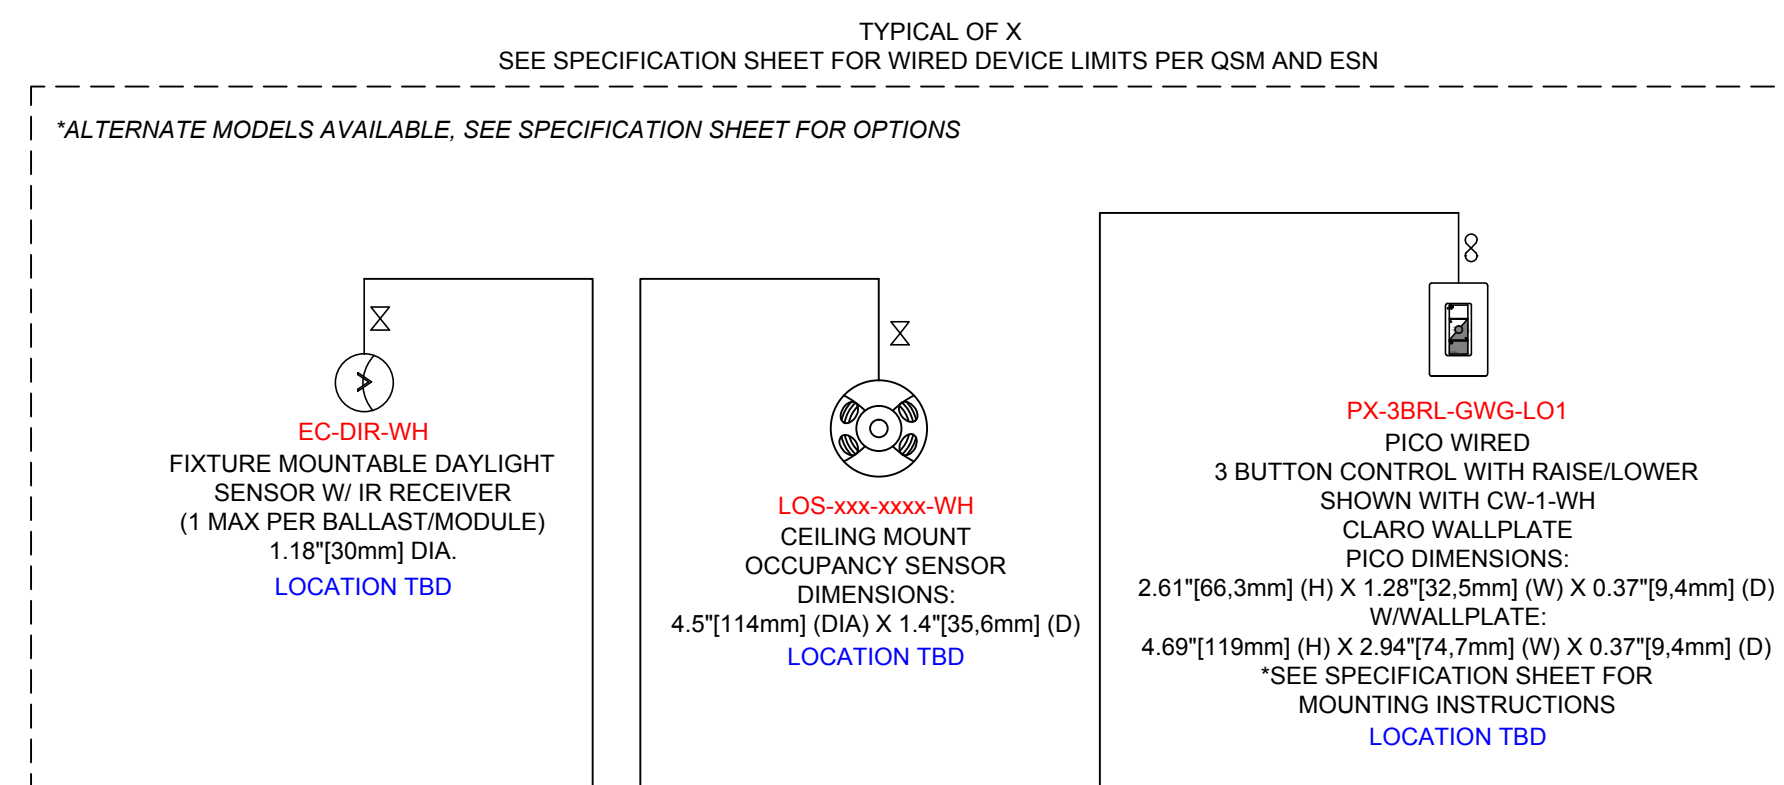 TYPICAL OF X
SEE SPECIFICATION SHEET FOR WIRED DEVICE LIMITS PER QSM AND ESN
*ALTERNATE MODELS AVAILABLE, SEE SPECIFICATION SHEET FOR OPTIONS
EC-DIR-WH
FIXTURE MOUNTABLE DAYLIGHT
SENSOR W/ IR RECEIVER
(1 MAX PER BALLAST/MODULE)
1.18"[30mm] DIA.
LOCATION TBD
LOS-xxx-xxxx-WH
CEILING MOUNT
OCCUPANCY SENSOR
DIMENSIONS:
4.5"[114mm] (DIA) X 1.4"[35,6mm] (D)
LOCATION TBD
PX-3BRL-GWG-LO1
PICO WIRED
3 BUTTON CONTROL WITH RAISE/LOWER
SHOWN WITH CW-1-WH
CLARO WALLPLATE
PICO DIMENSIONS:
2.61"[66,3mm] (H) X 1.28"[32,5mm] (W) X 0.37"[9,4mm] (D)
W/WALLPLATE:
4.69"[119mm] (H) X 2.94"[74,7mm] (W) X 0.37"[9,4mm] (D)
*SEE SPECIFICATION SHEET FOR
MOUNTING INSTRUCTIONS
LOCATION TBD